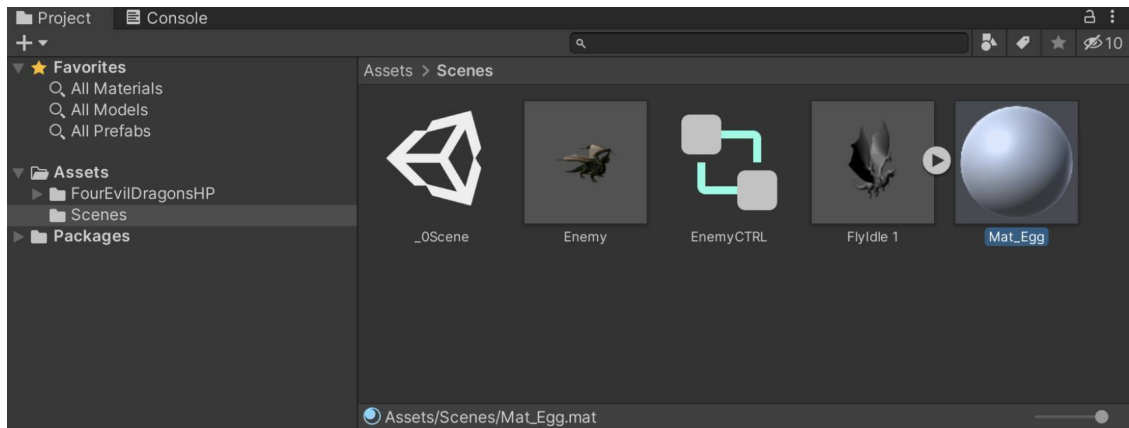 Project
Console
10
Favorites
All Materials
All Models
All Prefabs
Assets
FourEvilDragonsHP
Scenes
Packages
Assets > Scenes
_0Scene
Enemy
EnemyCTRL
FlyIdle 1
Mat_Egg
Assets/Scenes/Mat_Egg.mat